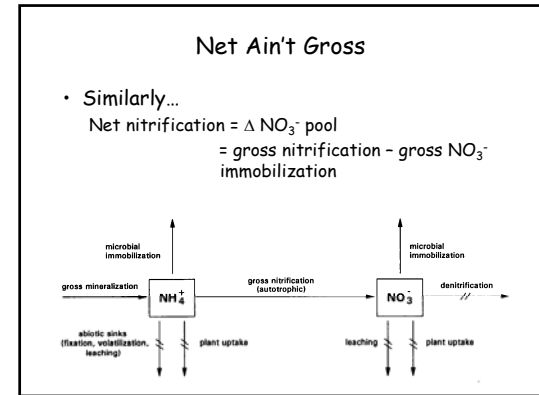 Net Ain't Gross
• Similarly…
Net nitrification = Δ NO₃⁻ pool
= gross nitrification – gross NO₃⁻
immobilization
microbial
immobilization
microbial
immobilization
gross mineralization
NH₄⁺
gross nitrification
(autotrophic)
NO₃⁻
denitrification
abiotic sinks
(fixation, volatilization,
leaching)
plant uptake
leaching
plant uptake